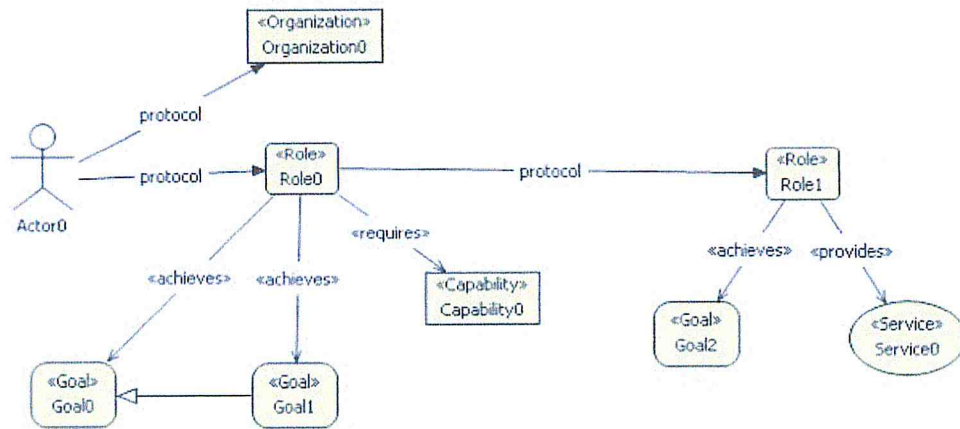 «Organization»
Organization0
protocol
protocol
Actor0
«Role»
Role0
protocol
«Role»
Role1
«requires»
«achieves»
«achieves»
«Capability»
Capability0
«achieves»
«provides»
«Goal»
Goal2
«Service»
Service0
«Goal»
Goal0
«Goal»
Goal1